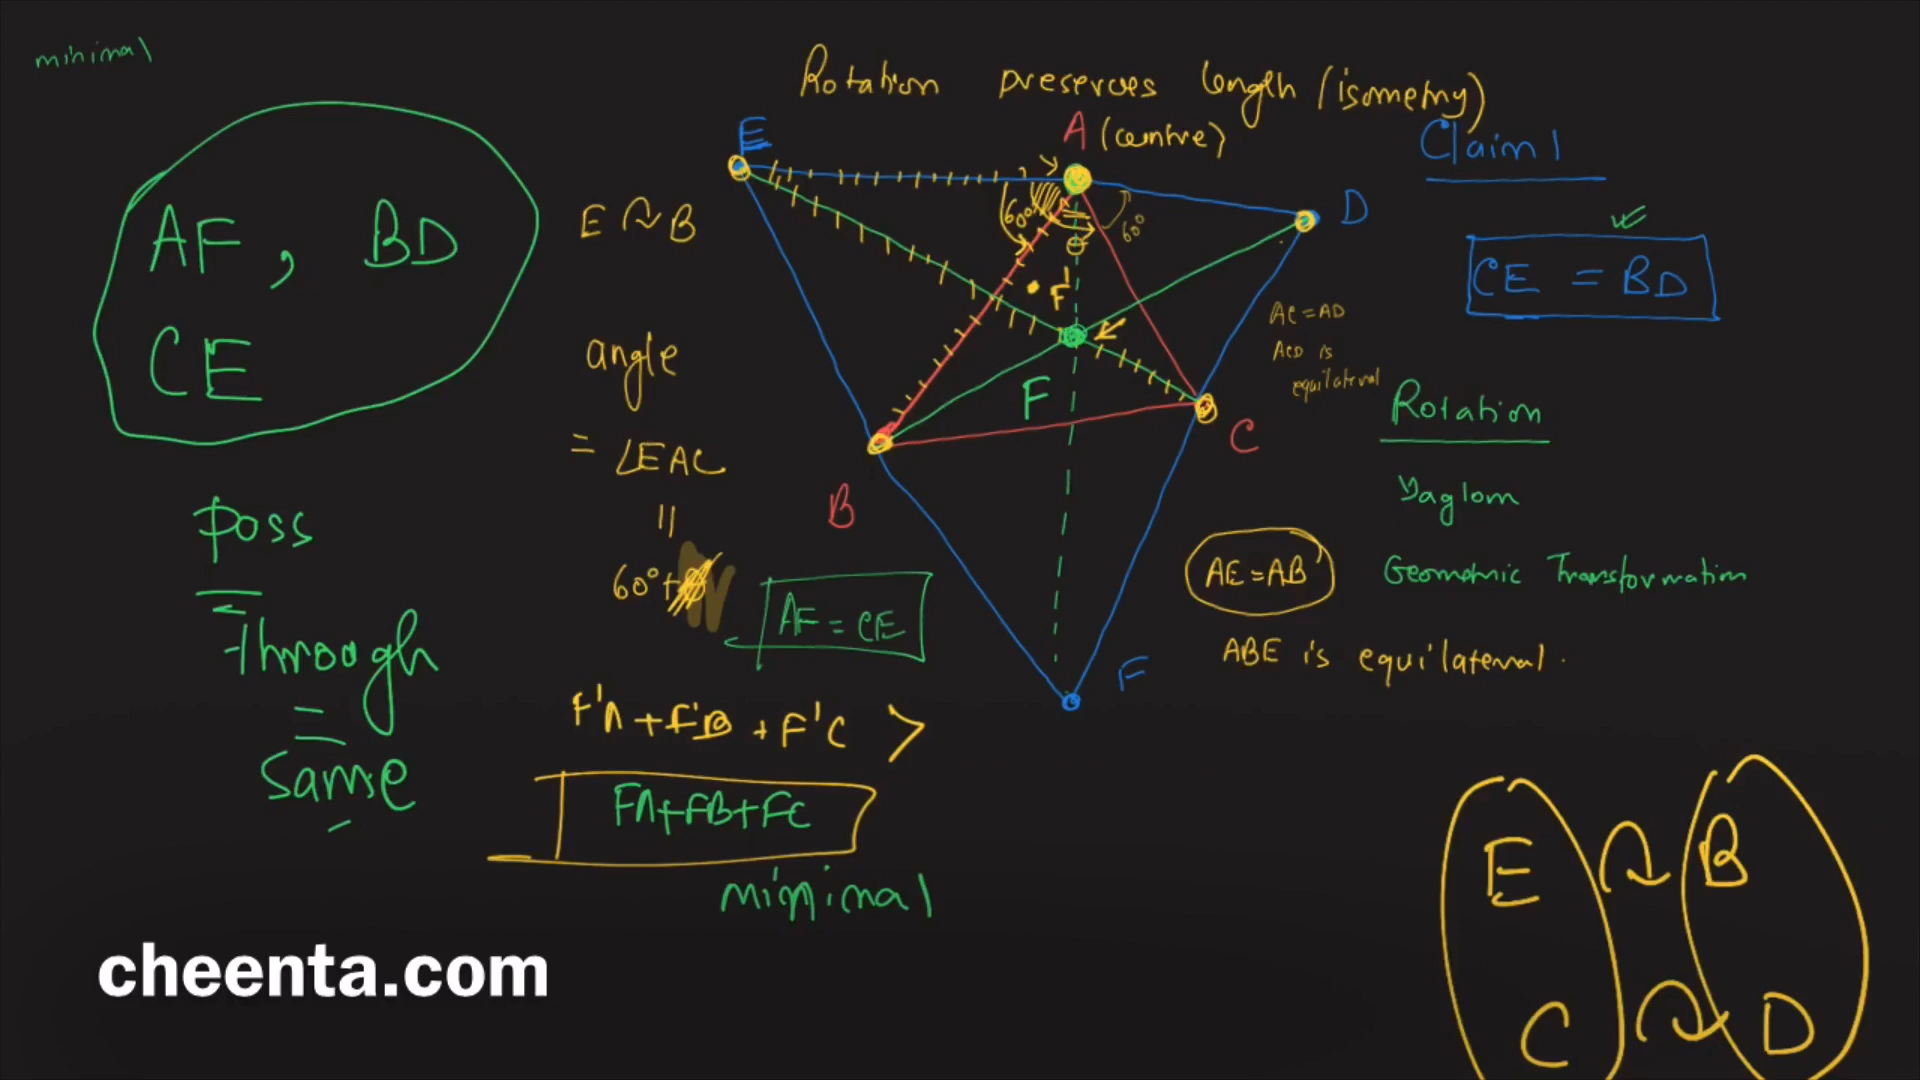 minimal
Rotation preserves length (isometry)
E
A (centre)
Claim 1
D
AF, BD
CE
E B
60°
θ
60°
F'
CE = BD
AC = AD
ACD is
equilateral
angle
F
Rotation
= ∠EAC
C
B
Yaglom
poss
=
60°+
AE = AB
Geometric Transformation
AF = CE
Through
ABE is equilateral.
F
F'A + F'B + F'C >
same
FA+FB+FC
minimal
E B
cheenta.com
C D